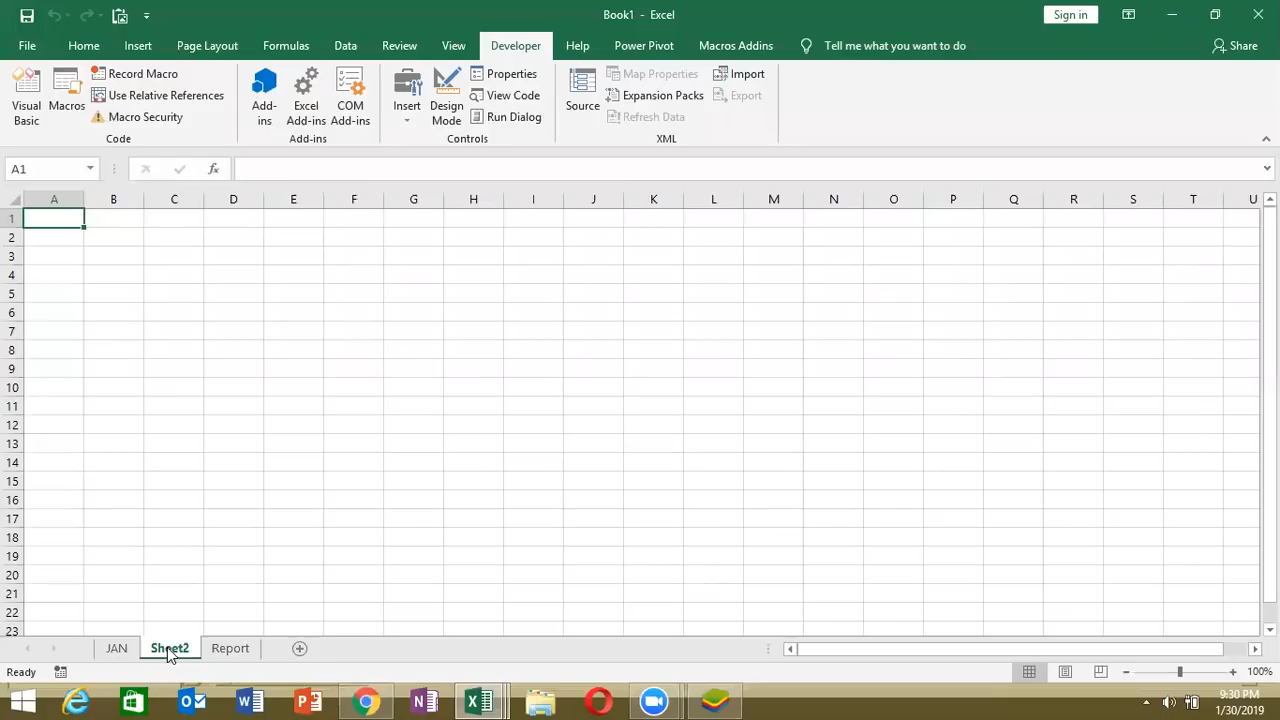 Book1 - Excel
Sign in
File Home Insert Page Layout Formulas Data Review View Developer Help Power Pivot Macros Addins Tell me what you want to do Share
Visual Basic
Macros
Record Macro
Use Relative References
Macro Security
Code
Add-ins
Excel Add-ins
COM Add-ins
Add-ins
Insert
Design Mode
Properties
View Code
Run Dialog
Controls
Source
Map Properties
Expansion Packs
Refresh Data
Import
Export
XML
A1
fx
A B C D E F G H I J K L M N O P Q R S T U
1
2
3
4
5
6
7
8
9
10
11
12
13
14
15
16
17
18
19
20
21
22
23
JAN Sheet2 Report
Ready
100%
9:30 PM
1/30/2019